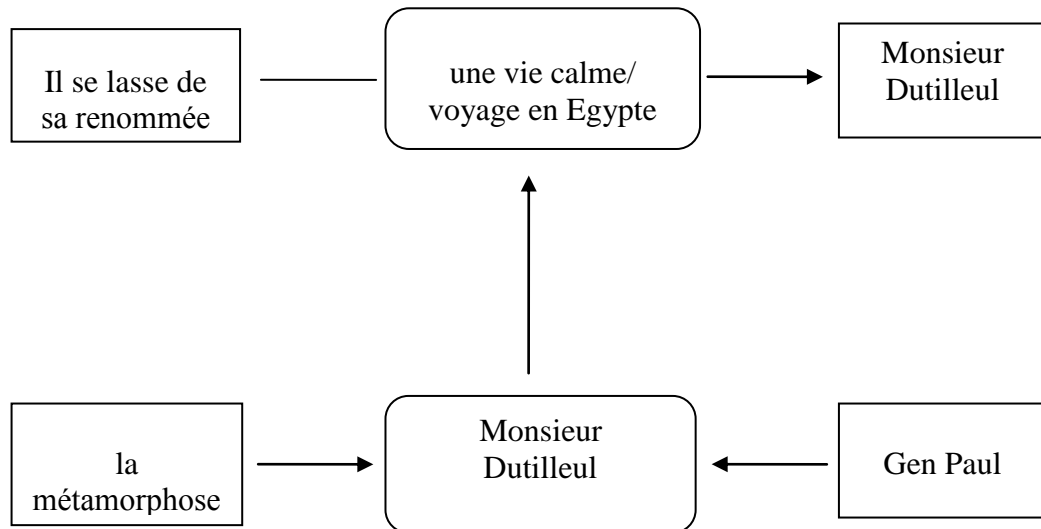 Il se lasse de
sa renommée
une vie calme/
voyage en Egypte
Monsieur
Dutilleul
la
métamorphose
Monsieur
Dutilleul
Gen Paul